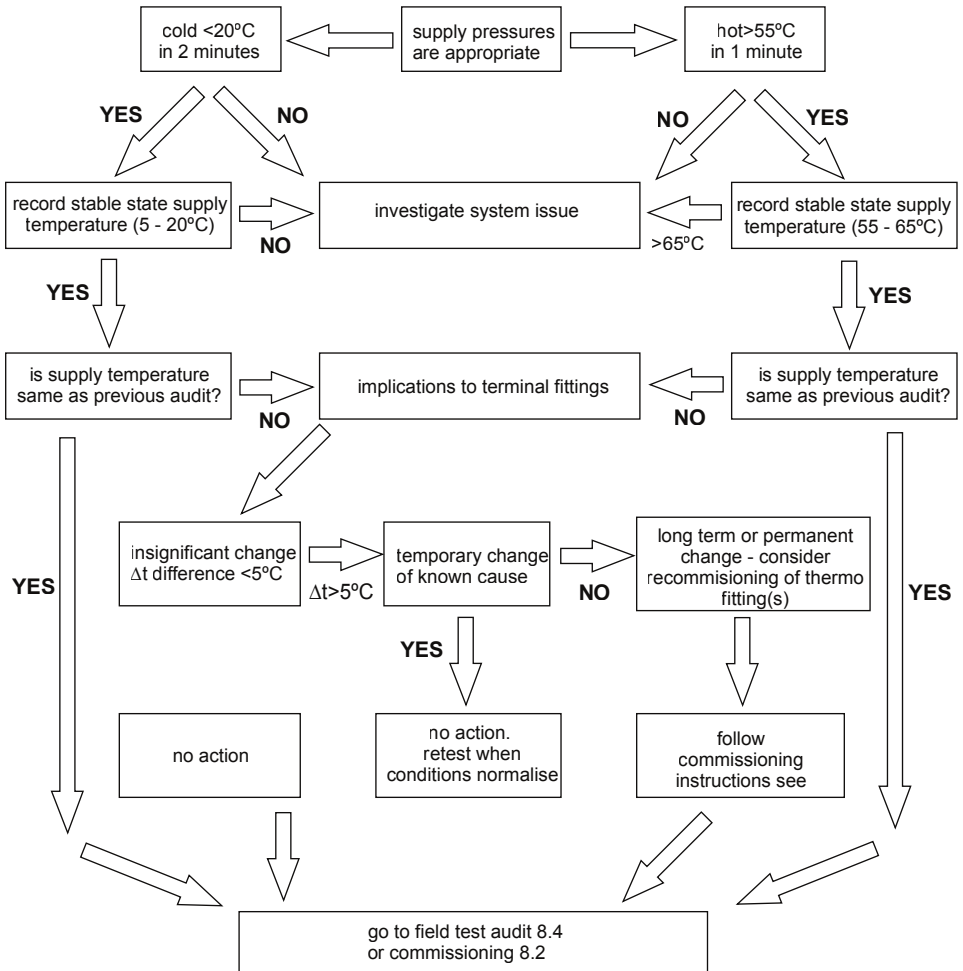 cold <20ºC
in 2 minutes
supply pressures
are appropriate
hot>55ºC
in 1 minute
YES
NO
NO
YES
record stable state supply
temperature (5 - 20ºC)
NO
investigate system issue
>65ºC
record stable state supply
temperature (55 - 65ºC)
YES
YES
is supply temperature
same as previous audit?
NO
implications to terminal fittings
NO
is supply temperature
same as previous audit?
insignificant change
Δt difference <5ºC
Δt>5ºC
temporary change
of known cause
NO
long term or permanent
change - consider
recommisioning of thermo
fitting(s)
YES
YES
YES
no action
no action.
retest when
conditions normalise
follow
commissioning
instructions see
go to field test audit 8.4
or commissioning 8.2